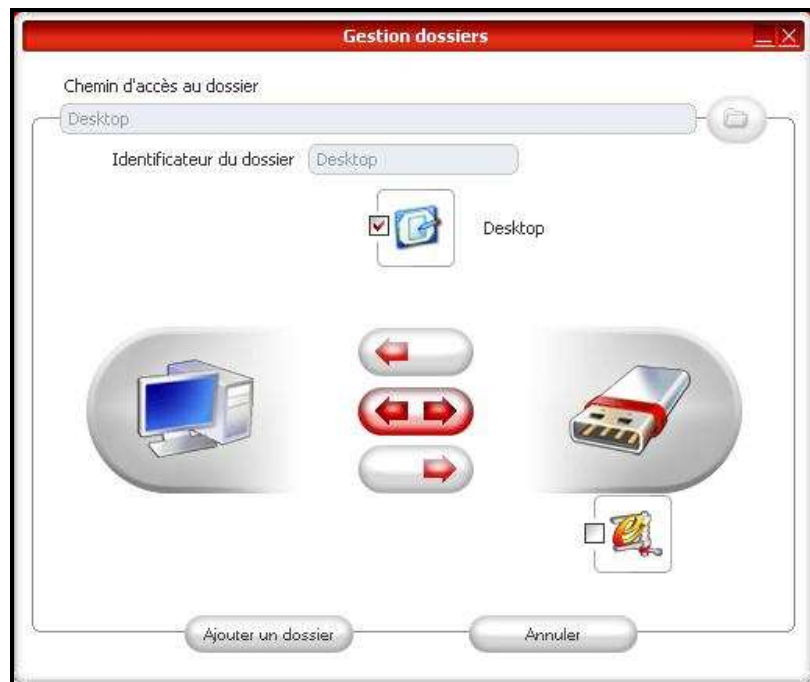 Gestion dossiers
Chemin d'accès au dossier
Desktop
Identificateur du dossier Desktop
Desktop
Ajouter un dossier Annuler